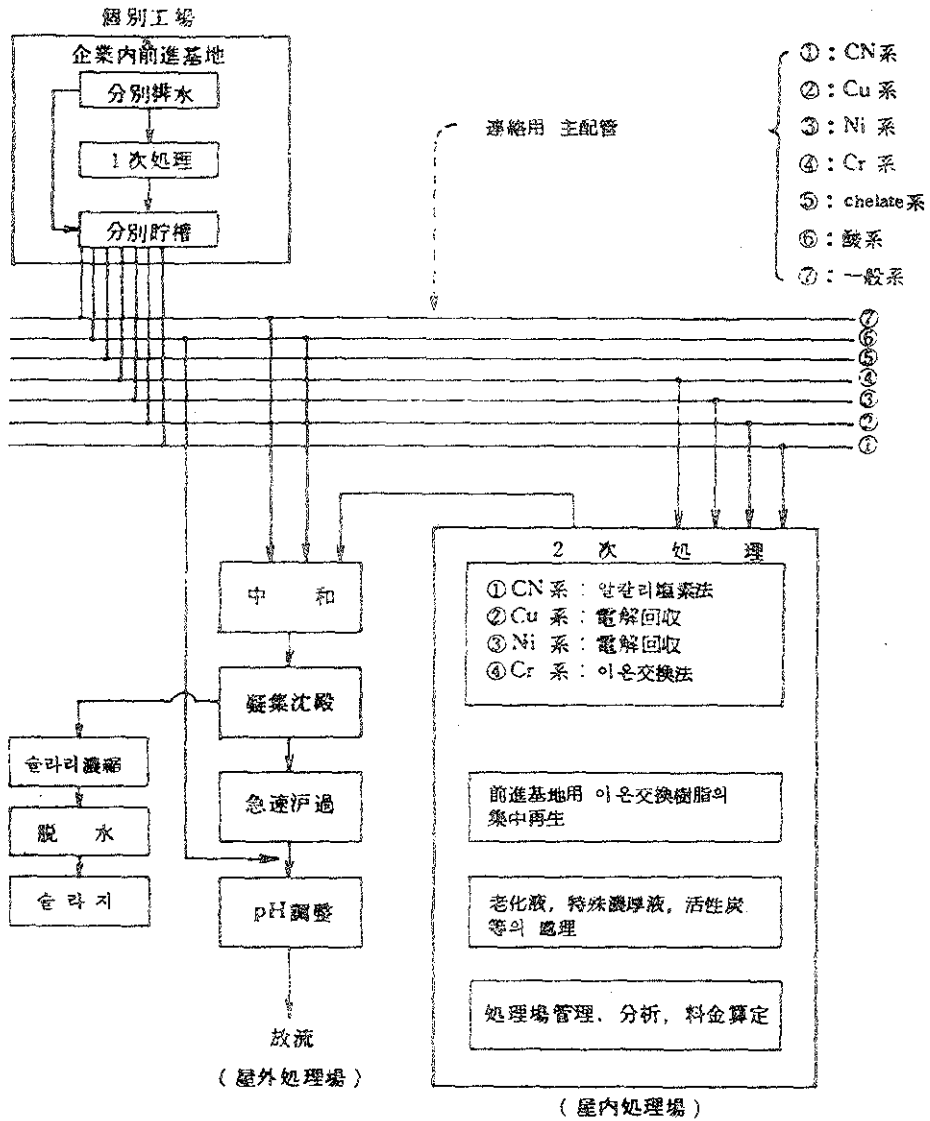 個別工場
企業内前進基地
分別排水
1次処理
分別貯槽
連絡用 主配管
①：CN系
②：Cu系
③：Ni系
④：Cr系
⑤：chelate系
⑥：酸系
⑦：一般系
⑦
⑥
⑤
④
③
②
①
2次処理
①CN系：알칼리塩素法
②Cu系：電解回収
③Ni系：電解回収
④Cr系：이온交換法
前進基地用 이온交換樹脂의
集中再生
老化液, 特殊濃厚液, 活性炭
等의 處理
処理場管理、分析, 料金算定
(屋内処理場)
中和
凝集沈殿
急速沪過
pH調整
放流
(屋外処理場)
슬라리濃縮
脱水
슬라지